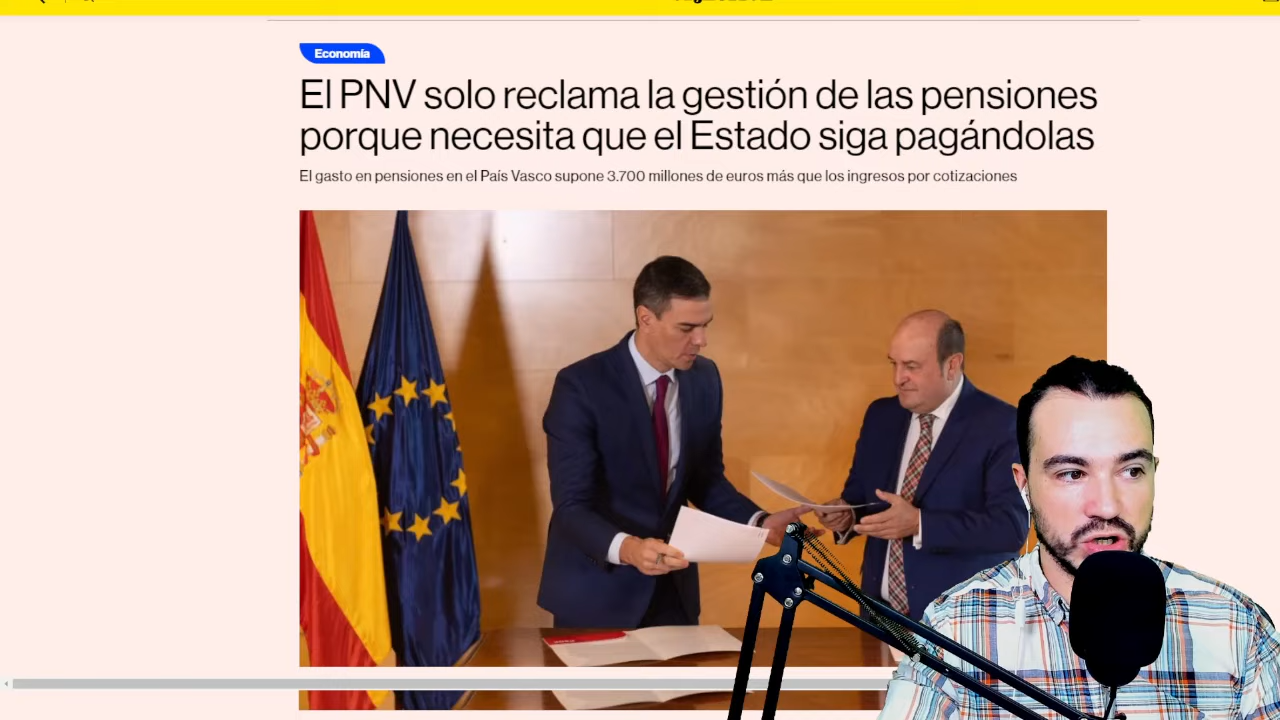 Economía
El PNV solo reclama la gestión de las pensiones
porque necesita que el Estado siga pagándolas
El gasto en pensiones en el País Vasco supone 3.700 millones de euros más que los ingresos por cotizaciones